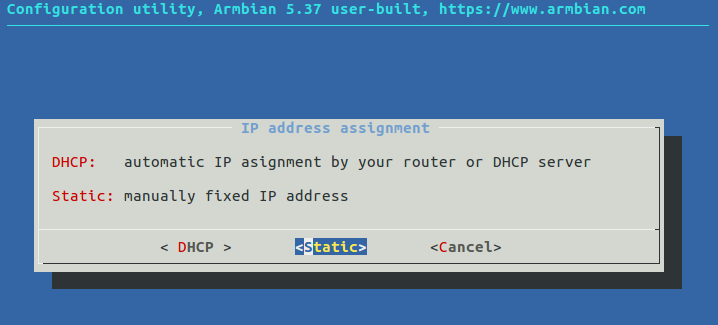 Configuration utility, Armbian 5.37 user-built, https://www.armbian.com
IP address assignment
DHCP:   automatic IP asignment by your router or DHCP server
Static: manually fixed IP address
< DHCP >       <Static>       <Cancel>